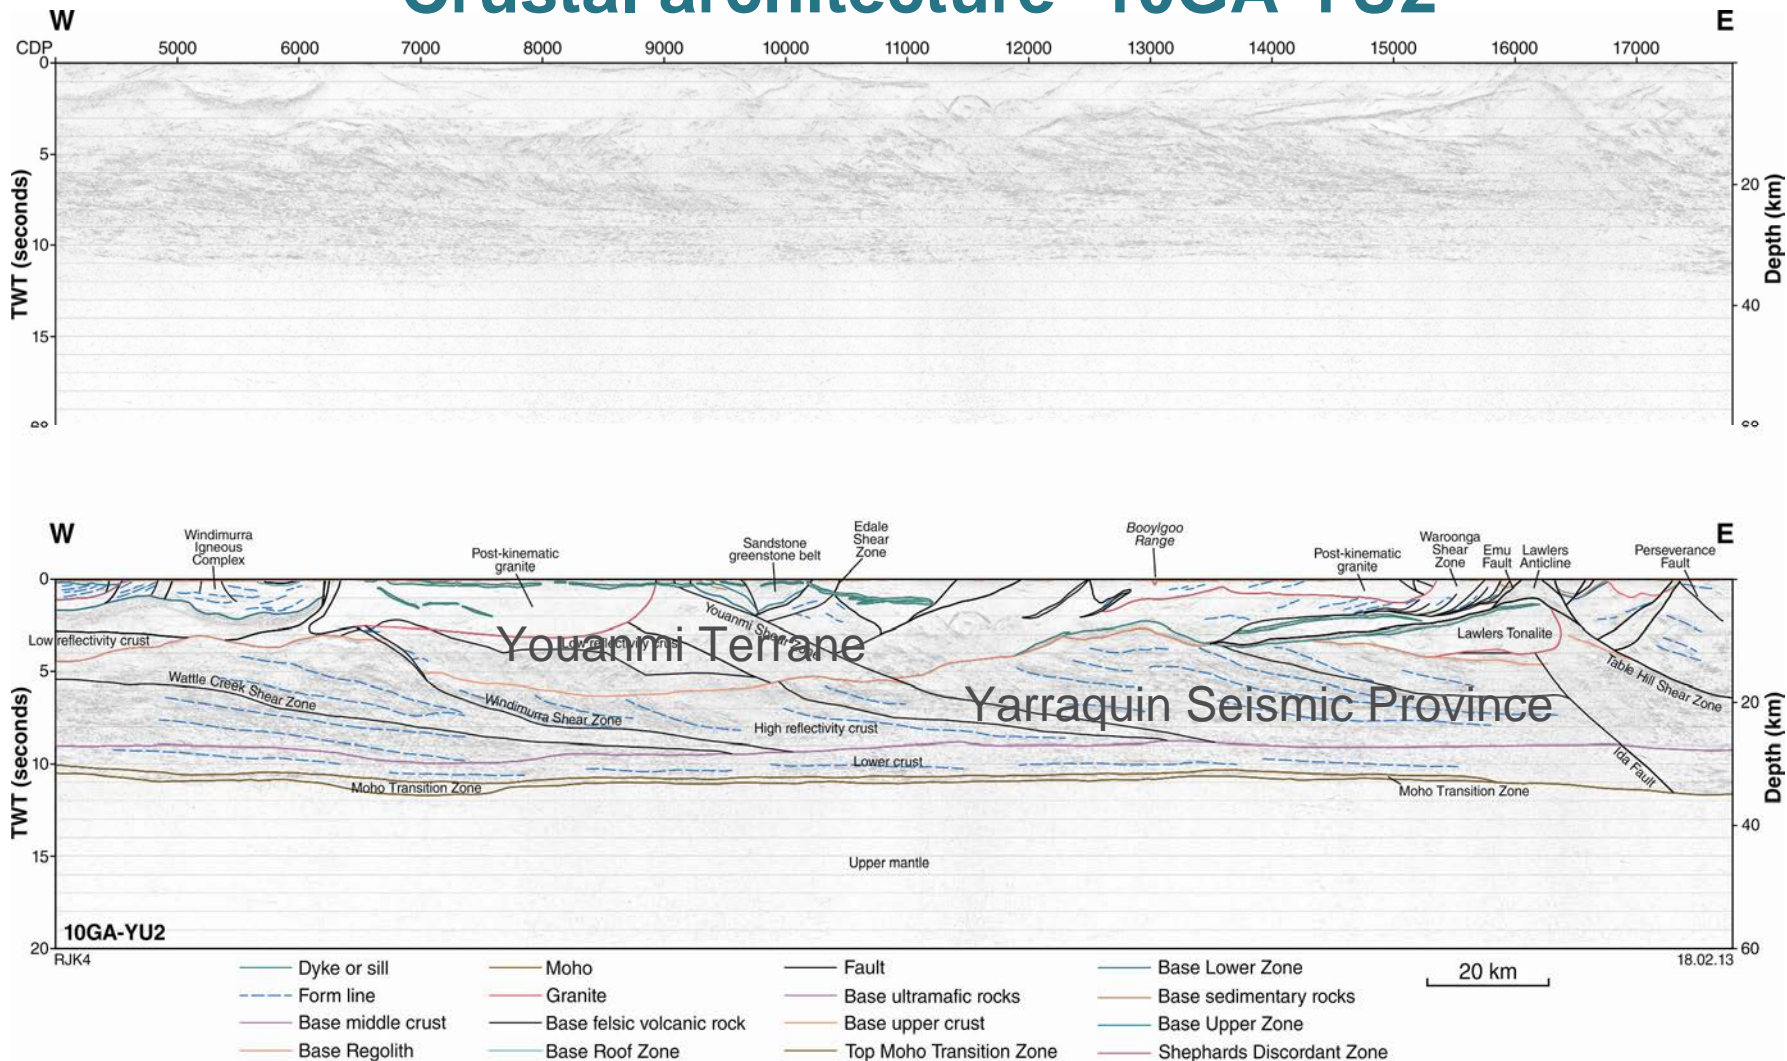 Crustal architecture 10GA-YU2
W
E
CDP
5000 6000 7000 8000 9000 10000 11000 12000 13000 14000 15000 16000 17000
0
5
10
15
TWT (seconds)
20
40
Depth (km)
W
E
Windimurra
Igneous
Complex
Post-kinematic
granite
Sandstone
greenstone belt
Edale
Shear
Zone
Booylgoo
Range
Post-kinematic
granite
Waroonga
Shear
Zone
Emu
Fault
Lawlers
Anticline
Perseverance
Fault
0
5
10
15
20
TWT (seconds)
20
40
60
Depth (km)
Low reflectivity crust
Youanmi Shear Zone
Low reflectivity crust
Youanmi Terrane
Lawlers Tonalite
Table Hill Shear Zone
Wattle Creek Shear Zone
Windimurra Shear Zone
Yarraquin Seismic Province
High reflectivity crust
Lower crust
Ida Fault
Moho Transition Zone
Moho Transition Zone
Upper mantle
10GA-YU2
RJK4
18.02.13
Dyke or sill
Form line
Base middle crust
Base Regolith
Moho
Granite
Base felsic volcanic rock
Base Roof Zone
Fault
Base ultramafic rocks
Base upper crust
Top Moho Transition Zone
Base Lower Zone
Base sedimentary rocks
Base Upper Zone
Shephards Discordant Zone
20 km